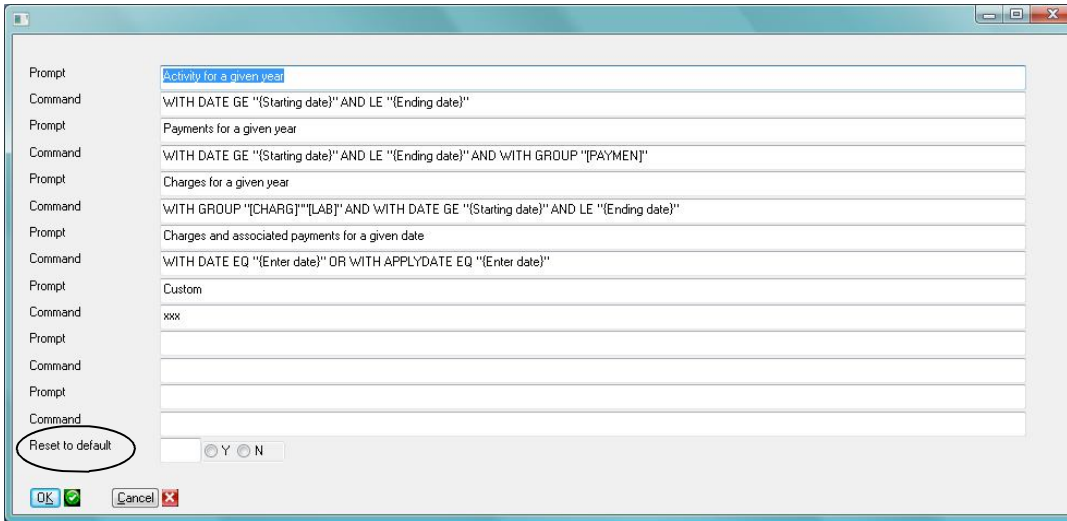 Prompt Activity for a given year
Command WITH DATE GE "{Starting date}" AND LE "{Ending date}"
Prompt Payments for a given year
Command WITH DATE GE "{Starting date}" AND LE "{Ending date}" AND WITH GROUP "[PAYMEN]"
Prompt Charges for a given year
Command WITH GROUP "[CHARG]""[LAB]" AND WITH DATE GE "{Starting date}" AND LE "{Ending date}"
Prompt Charges and associated payments for a given date
Command WITH DATE EQ "{Enter date}" OR WITH APPLYDATE EQ "{Enter date}"
Prompt Custom
Command xxx
Prompt
Command
Prompt
Command
Reset to default Y N
OK Cancel